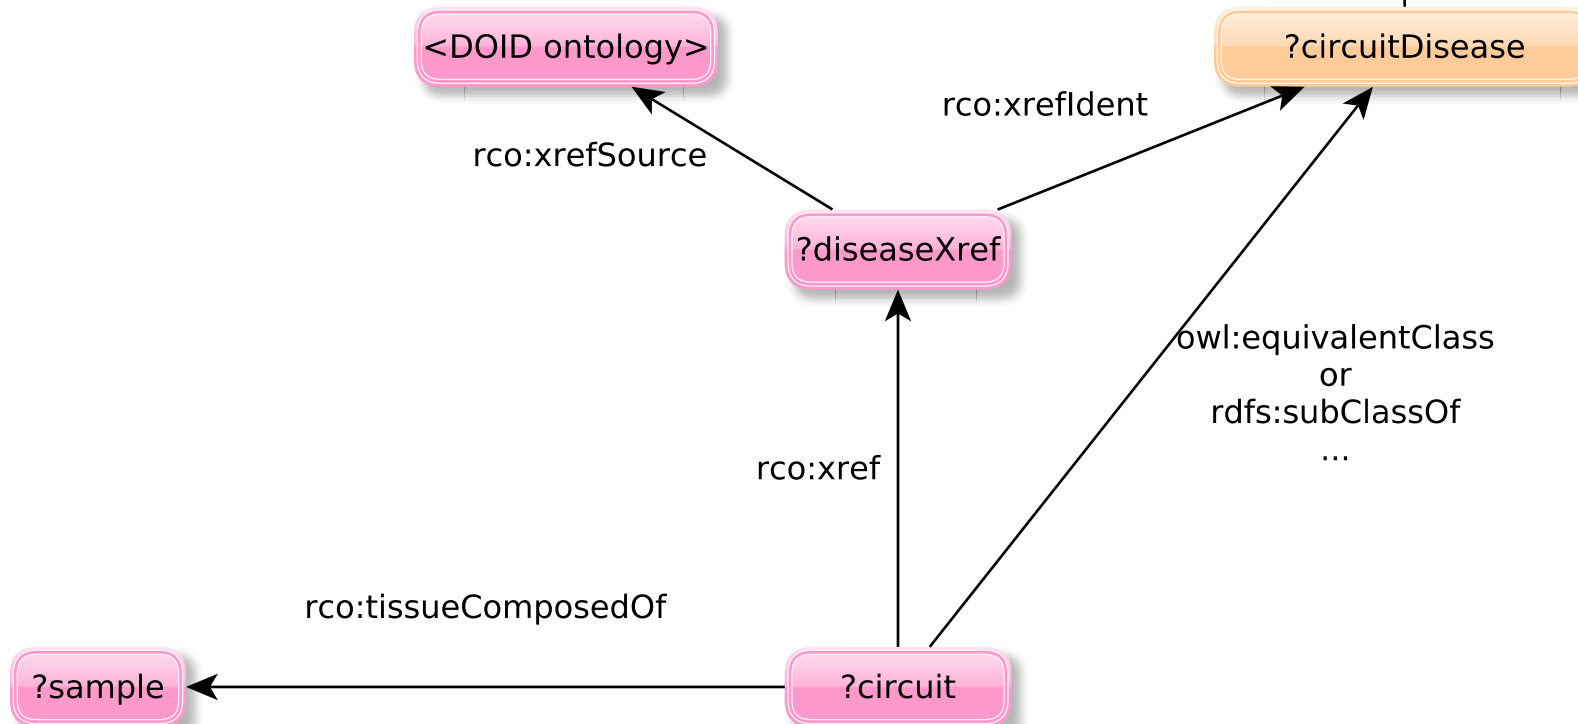 <DOID ontology>
?circuitDisease
rco:xrefIdent
rco:xrefSource
?diseaseXref
owl:equivalentClass
or
rdfs:subClassOf
...
rco:xref
rco:tissueComposedOf
?sample
?circuit